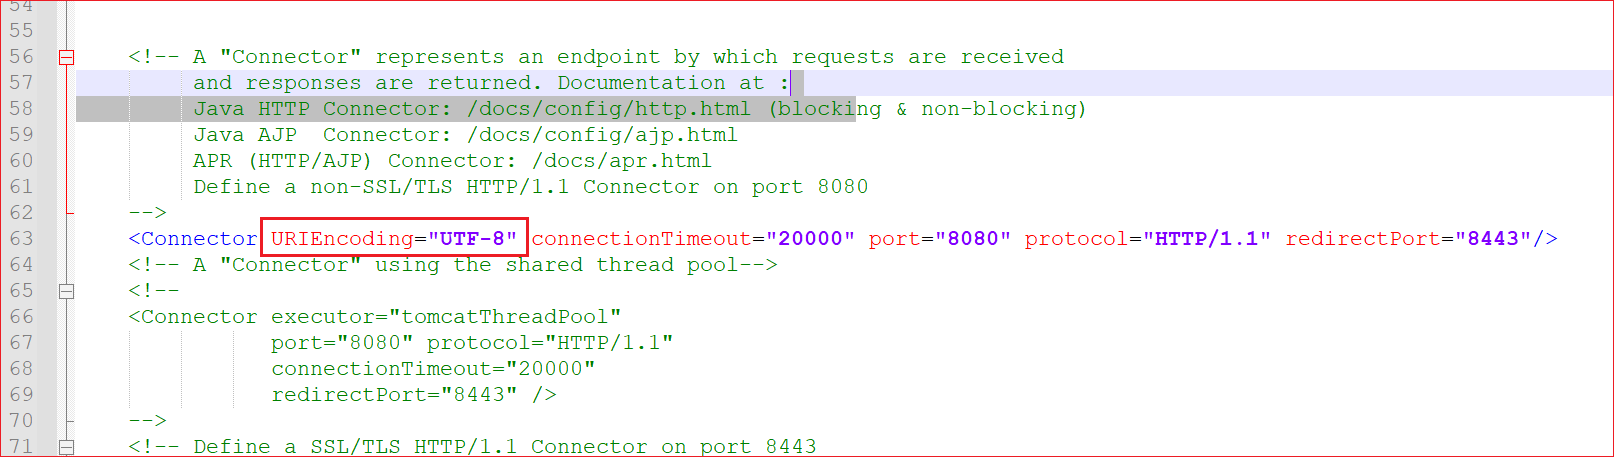 54
55
56 <!-- A "Connector" represents an endpoint by which requests are received
57 and responses are returned. Documentation at :
58 Java HTTP Connector: /docs/config/http.html (blocking & non-blocking)
59 Java AJP  Connector: /docs/config/ajp.html
60 APR (HTTP/AJP) Connector: /docs/apr.html
61 Define a non-SSL/TLS HTTP/1.1 Connector on port 8080
62 -->
63 <Connector URIEncoding="UTF-8" connectionTimeout="20000" port="8080" protocol="HTTP/1.1" redirectPort="8443"/>
64 <!-- A "Connector" using the shared thread pool-->
65 <!--
66 <Connector executor="tomcatThreadPool"
67 port="8080" protocol="HTTP/1.1"
68 connectionTimeout="20000"
69 redirectPort="8443" />
70 -->
71 <!-- Define a SSL/TLS HTTP/1.1 Connector on port 8443